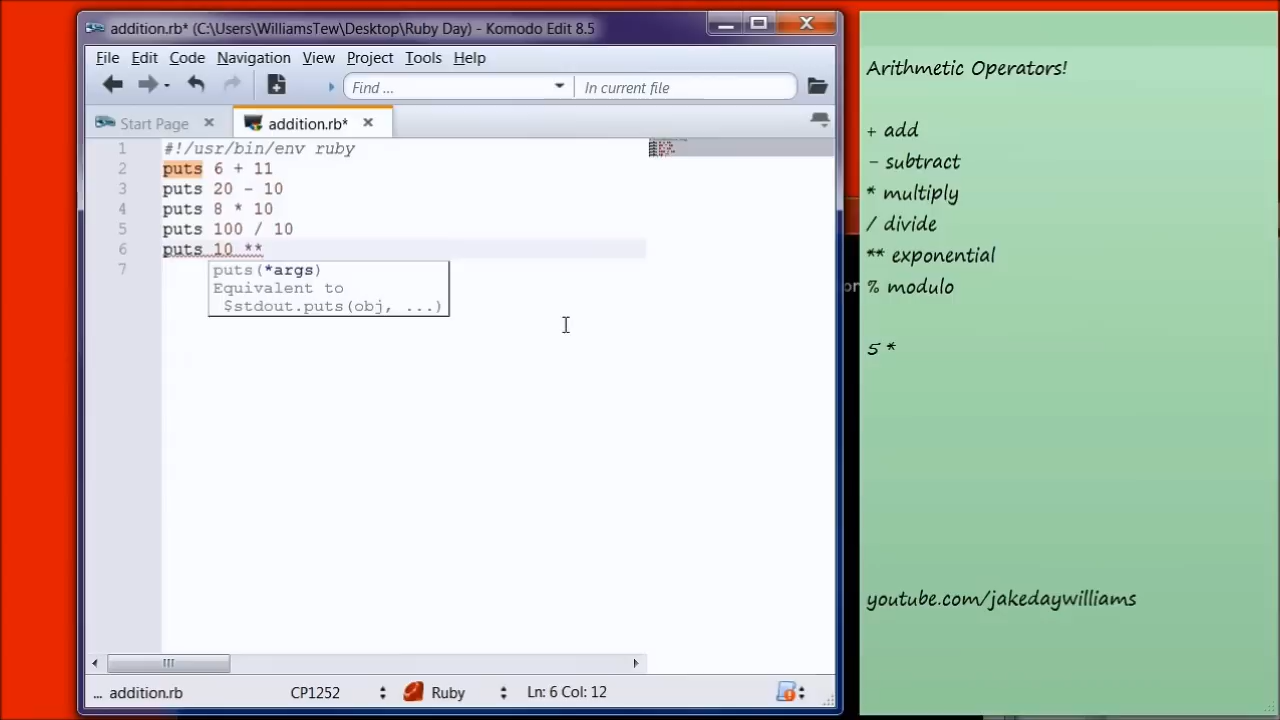 addition.rb* (C:\Users\WilliamsTew\Desktop\Ruby Day) - Komodo Edit 8.5
File Edit Code Navigation View Project Tools Help
Find ... In current file
Start Page addition.rb*
1 #!/usr/bin/env ruby
2 puts 6 + 11
3 puts 20 - 10
4 puts 8 * 10
5 puts 100 / 10
6 puts 10 **
7
puts(*args)
Equivalent to
$stdout.puts(obj, ...)
... addition.rb CP1252 Ruby Ln: 6 Col: 12
Arithmetic Operators!
+ add
- subtract
* multiply
/ divide
** exponential
% modulo
5 *
youtube.com/jakedaywilliams